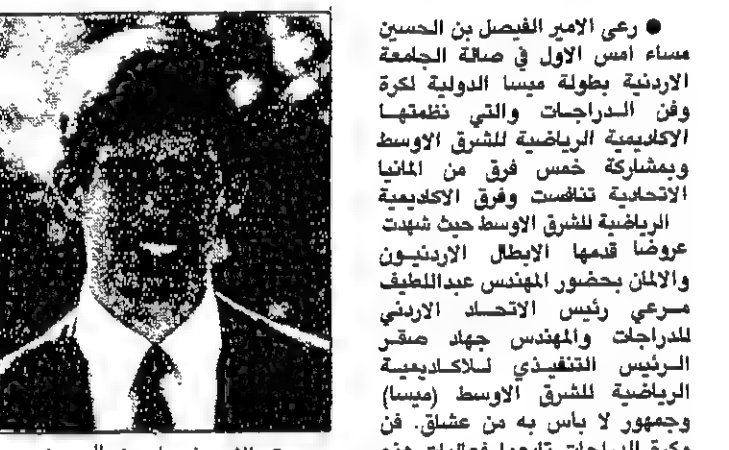 ● رعى الامير الفيصل بن الحسين
مساء امس الاول في صالة الجامعة
الاردنية بطولة ميسا الدولية لكرة
وفن الدراجات والتي نظمتها
الاكاديمية الرياضية للشرق الاوسط
وبمشاركة خمس فرق من المانيا
الاتحادية تنافست وفرق الاكاديمية
الرياضية للشرق الاوسط حيث شهدت
عروضا قدمها الابطال الاردنيون
والالمان بحضور المهندس عبداللطيف
مرعي رئيس الاتحاد الاردني
للدراجات والمهندس جهاد صقر
الرئيس التنفيذي للاكاديمية
الرياضية للشرق الاوسط (ميسا)
وجمهور لا باس به من عشاق. فن
وكرة الدراجات